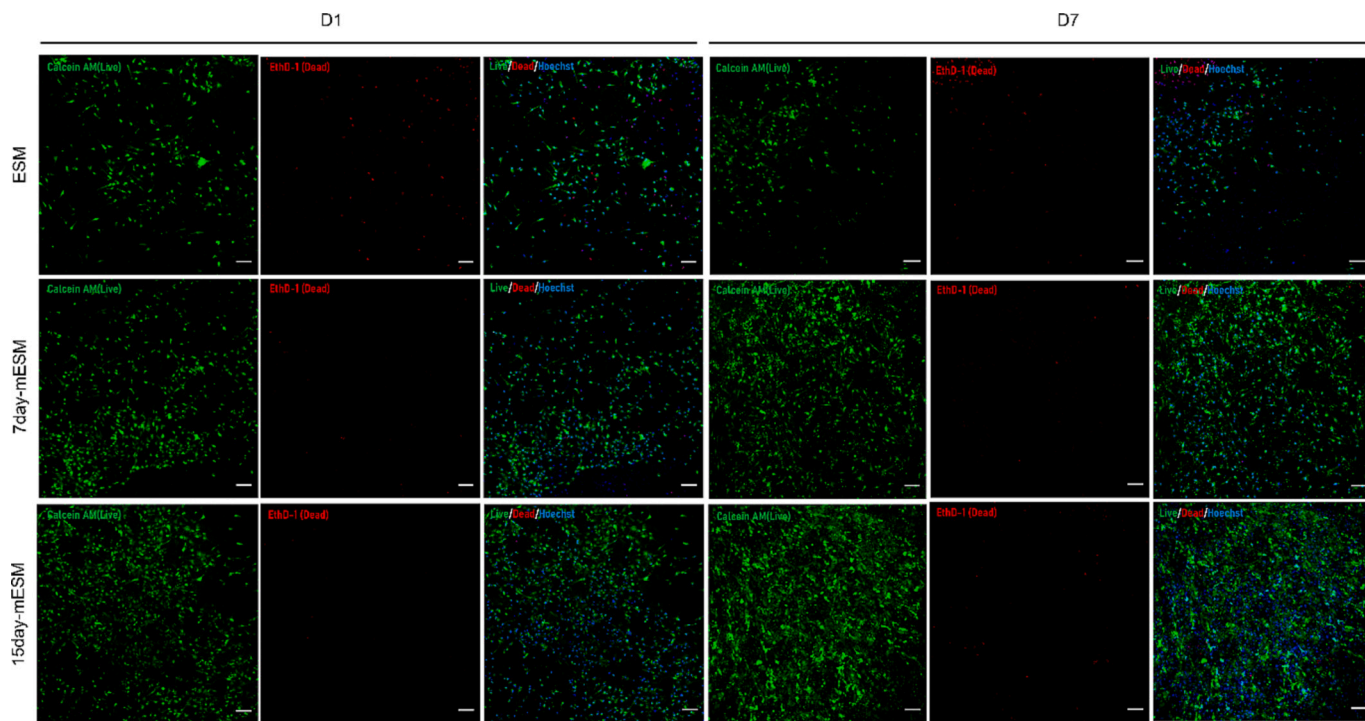 D1 D7
ESM
Calcein AM(Live) EthD-1 (Dead) Live/Dead/Hoechst Calcein AM(Live) EthD-1 (Dead) Live/Dead/Hoechst
7day-mESM
Calcein AM(Live) EthD-1 (Dead) Live/Dead/Hoechst Calcein AM(Live) EthD-1 (Dead) Live/Dead/Hoechst
15day-mESM
Calcein AM(Live) EthD-1 (Dead) Live/Dead/Hoechst Calcein AM(Live) EthD-1 (Dead) Live/Dead/Hoechst